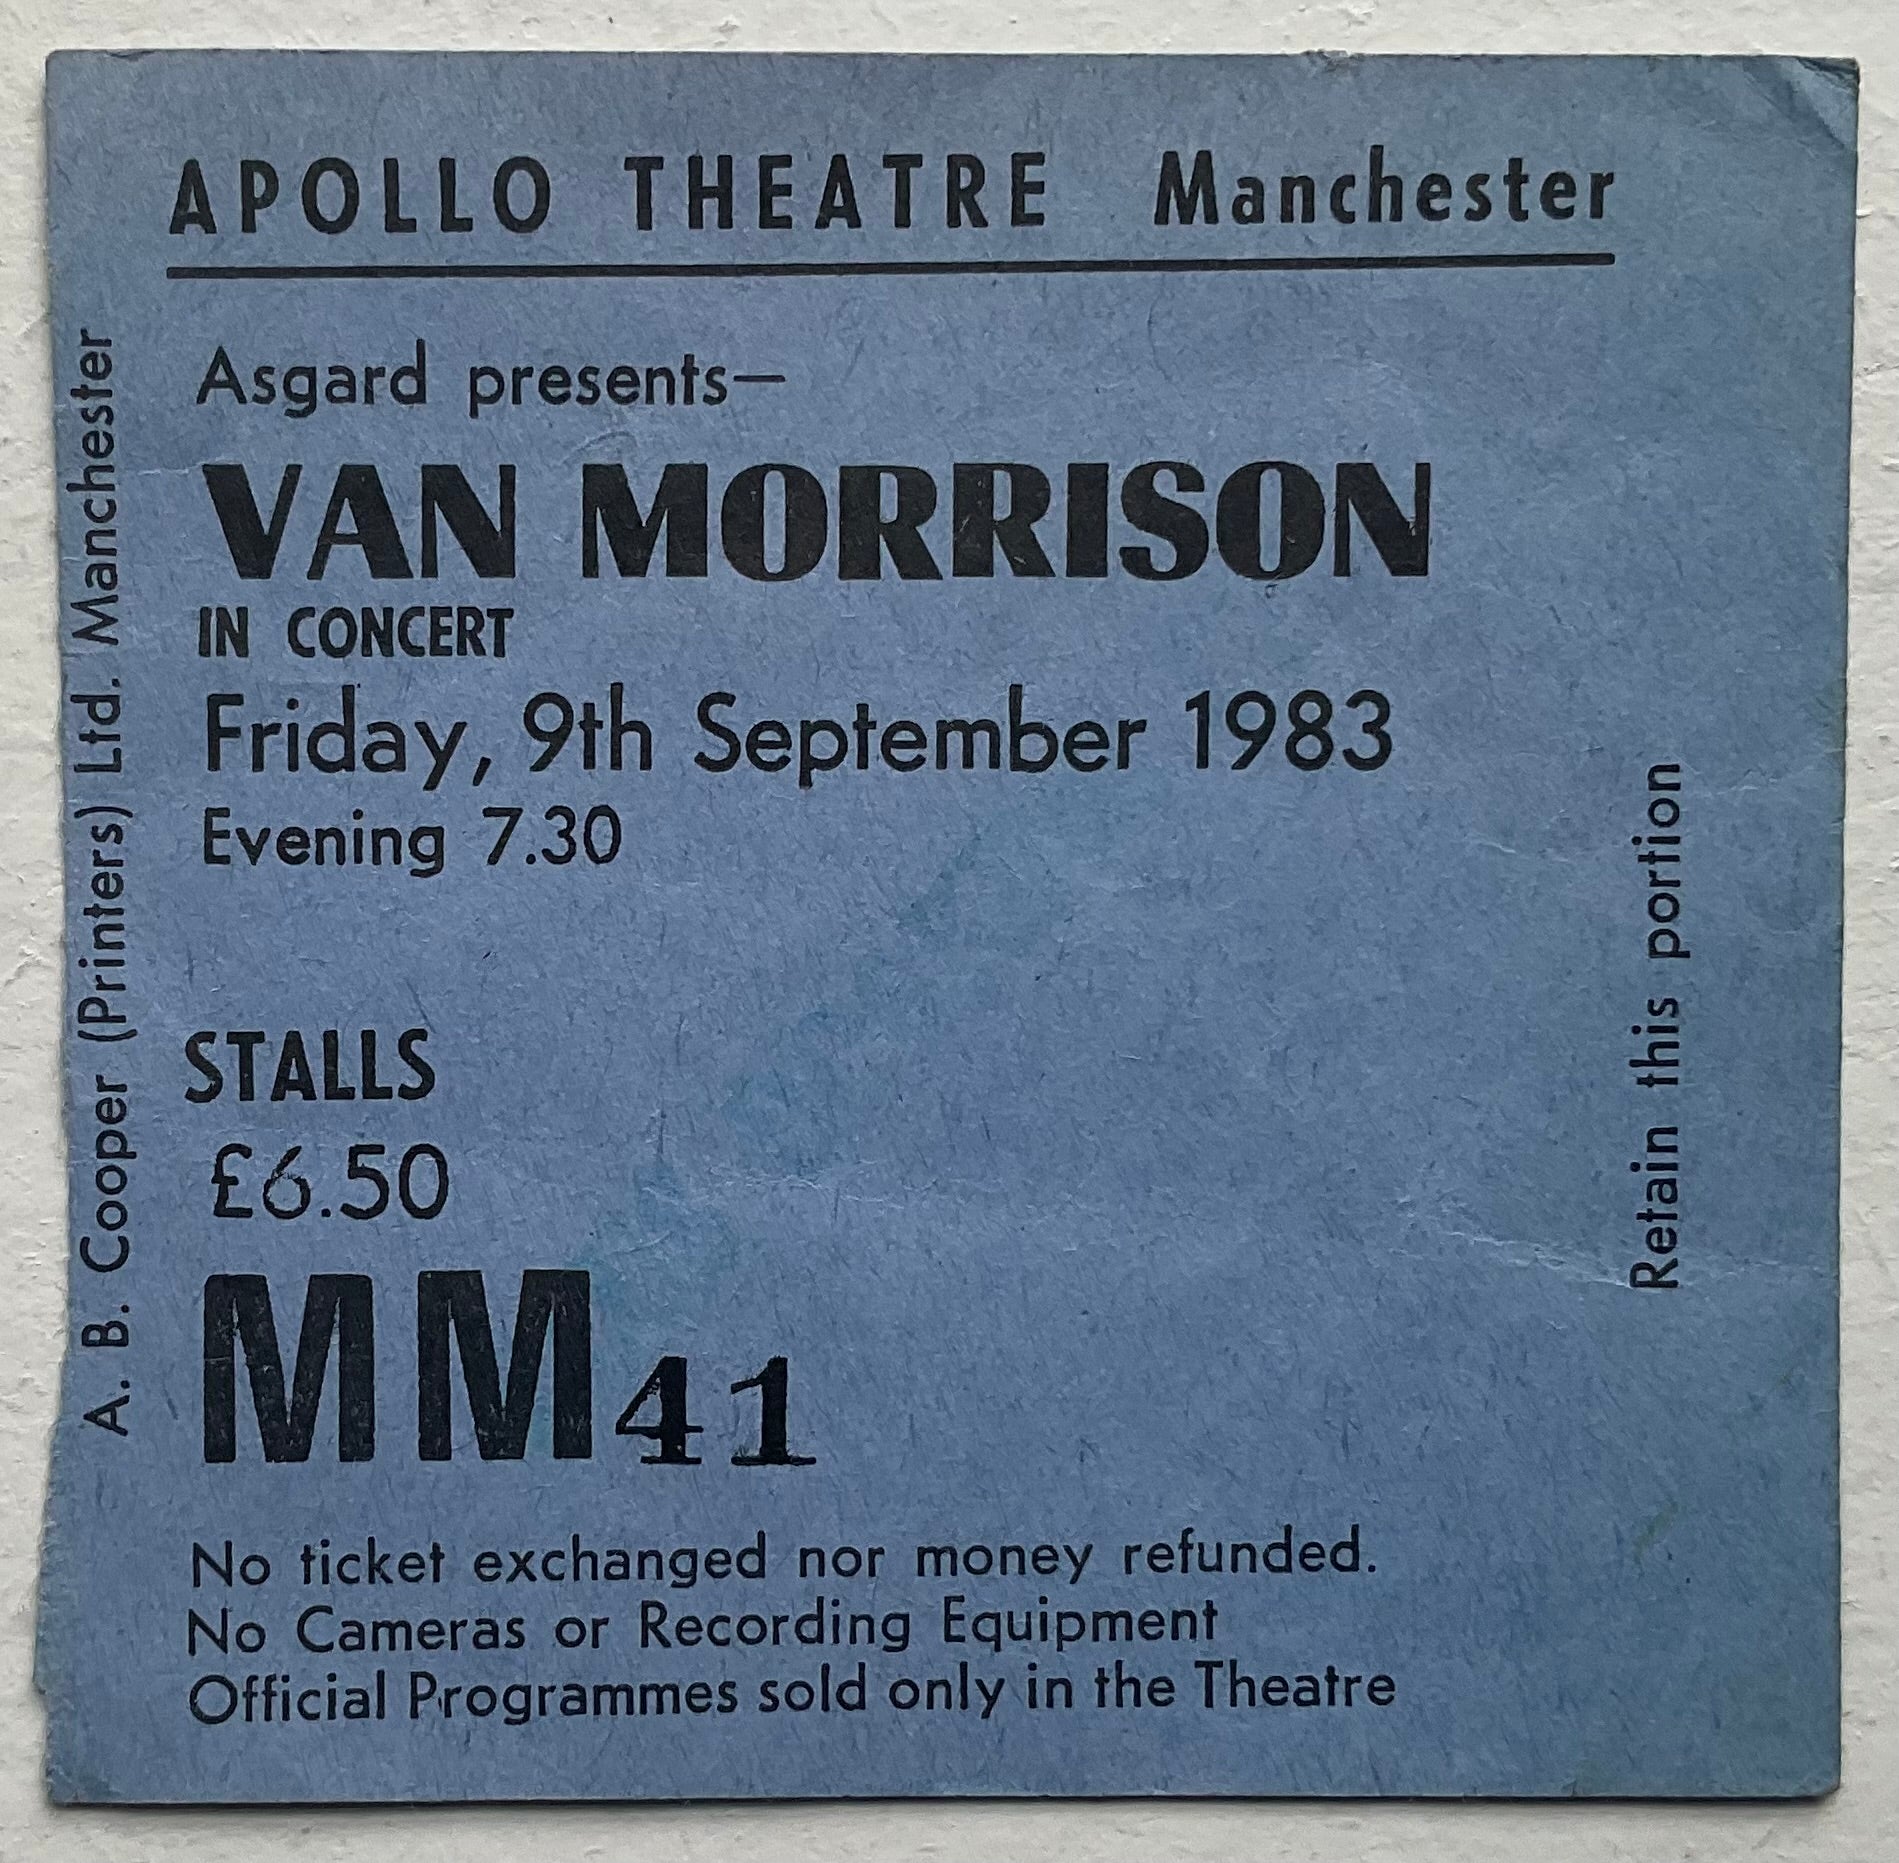 APOLLO THEATRE Manchester
Asgard presents—
VAN MORRISON
IN CONCERT
Friday, 9th September 1983
Evening 7.30
STALLS
£6.50
MM 41
No ticket exchanged nor money refunded.
No Cameras or Recording Equipment
Official Programmes sold only in the Theatre
A. B. Cooper (Printers) Ltd. Manchester
Retain this portion